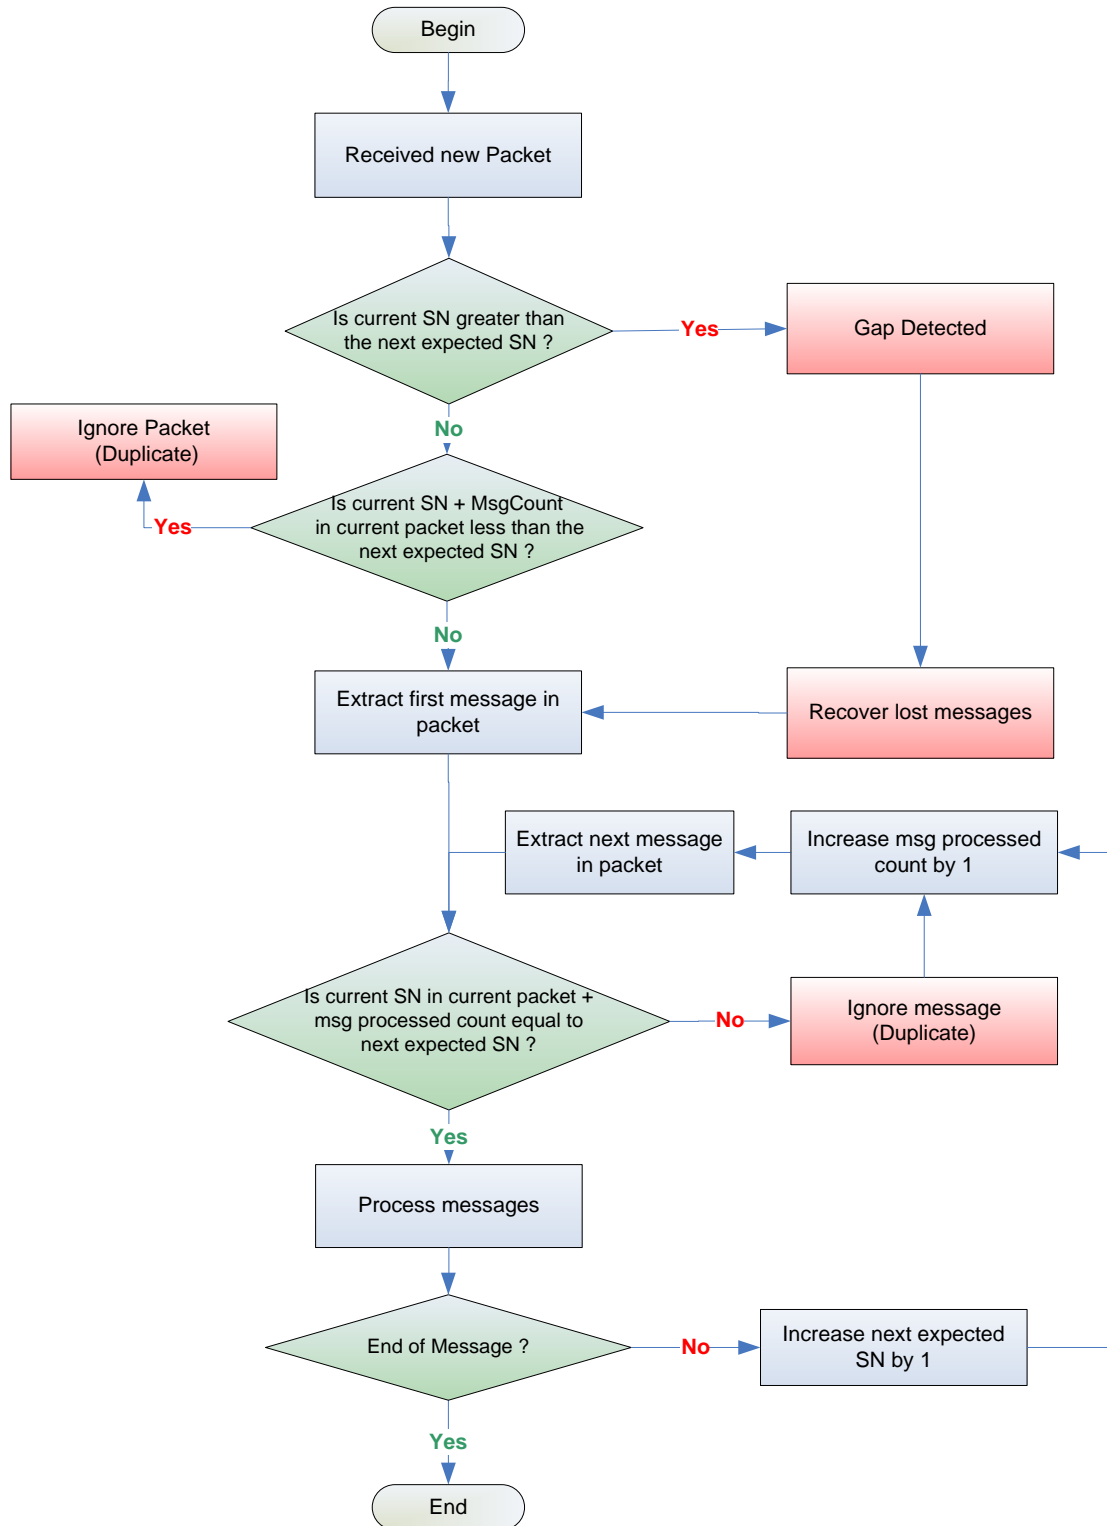 Begin
Received new Packet
Is current SN greater than
the next expected SN ?
Yes
Gap Detected
No
Ignore Packet
(Duplicate)
Is current SN + MsgCount
in current packet less than the
next expected SN ?
Yes
No
Extract first message in
packet
Recover lost messages
Extract next message
in packet
Increase msg processed
count by 1
Is current SN in current packet +
msg processed count equal to
next expected SN ?
No
Ignore message
(Duplicate)
Yes
Process messages
End of Message ?
No
Increase next expected
SN by 1
Yes
End